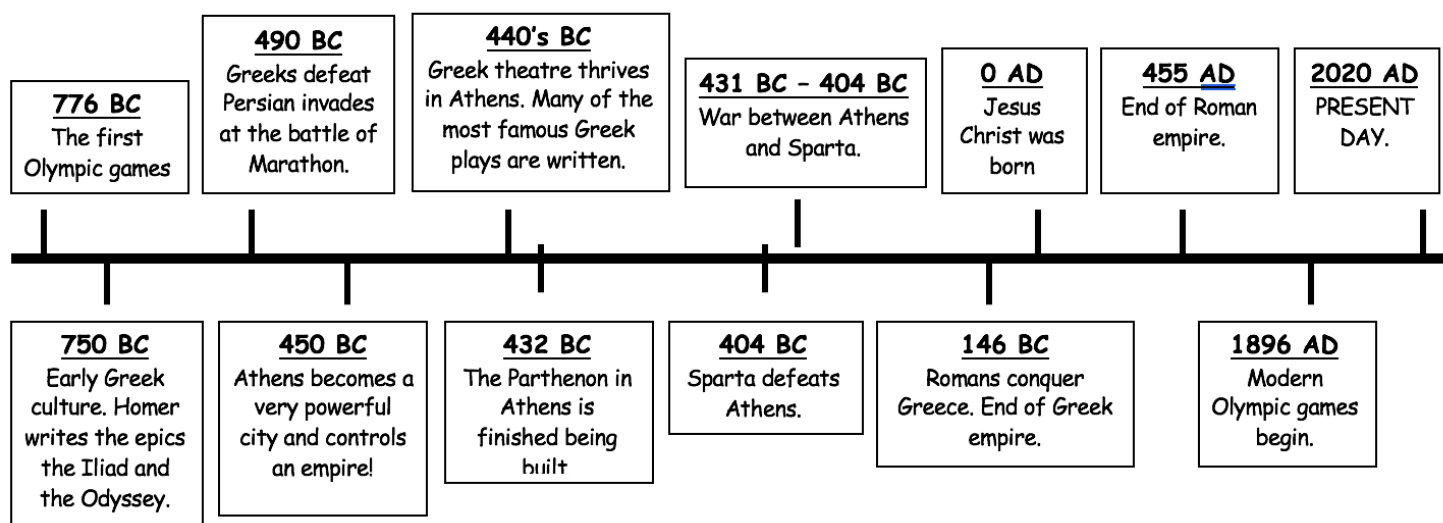 776 BC
The first
Olympic games
490 BC
Greeks defeat
Persian invades
at the battle of
Marathon.
440's BC
Greek theatre thrives
in Athens. Many of the
most famous Greek
plays are written.
431 BC – 404 BC
War between Athens
and Sparta.
0 AD
Jesus
Christ was
born
455 AD
End of Roman
empire.
2020 AD
PRESENT
DAY.
750 BC
Early Greek
culture. Homer
writes the epics
the Iliad and
the Odyssey.
450 BC
Athens becomes a
very powerful
city and controls
an empire!
432 BC
The Parthenon in
Athens is
finished being
built
404 BC
Sparta defeats
Athens.
146 BC
Romans conquer
Greece. End of Greek
empire.
1896 AD
Modern
Olympic games
begin.